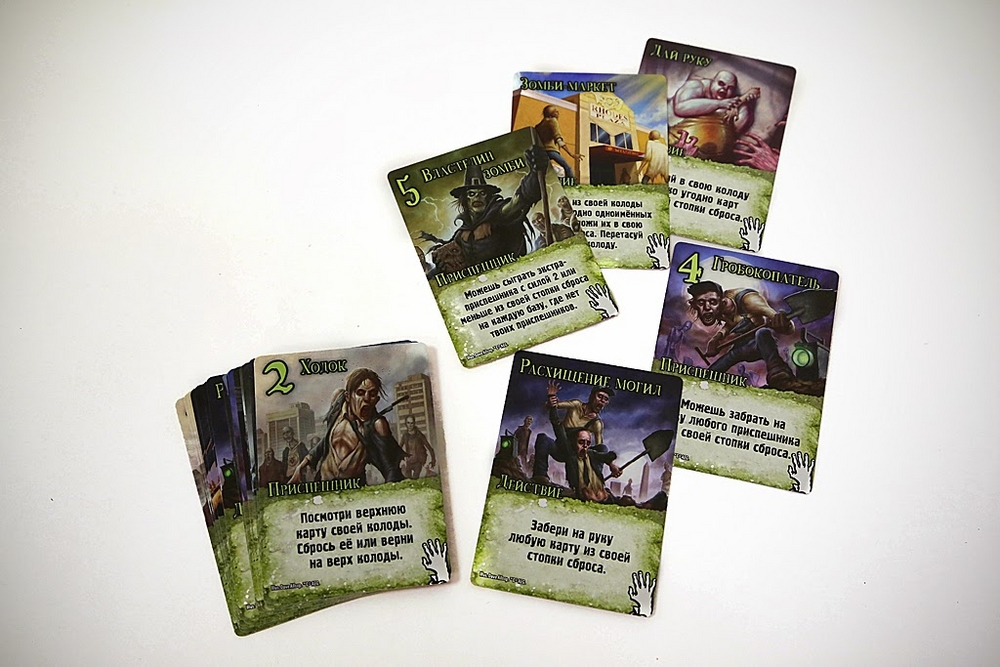 Дай руку
в свою колоду
угодно карт
стопки сброса.
Зомби маркет
RHODES
из своей колоды
одноимённых
их в свою
Перетасуй
колоду.
5 Властелин
зомби
Приспешник
Можешь сыграть экстра-
приспешника с силой 2 или
меньше из своей стопки сброса
на каждую базу, где нет
твоих приспешников.
4 Гробокопатель
Приспешник
Можешь забрать на
любого приспешника
своей стопки сброса.
2 Ходок
Приспешник
Посмотри верхнюю
карту своей колоды.
Сбрось её или верни
на верх колоды.
Расхищение могил
Действие
Забери на руку
любую карту из своей
стопки сброса.